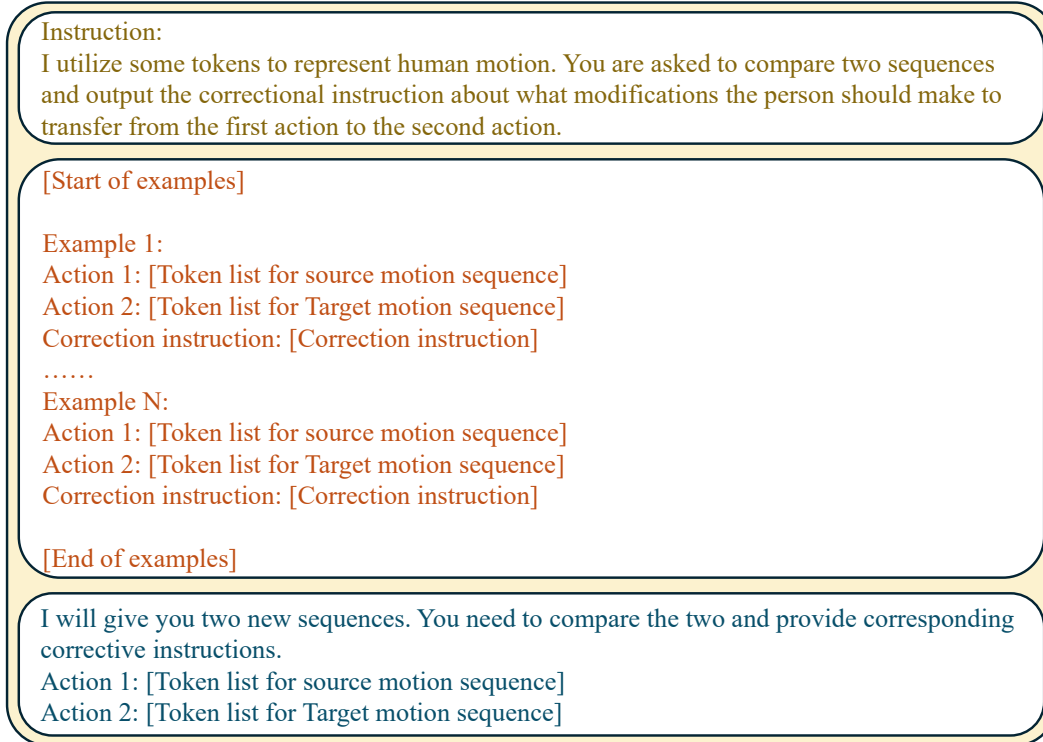 Instruction:
I utilize some tokens to represent human motion. You are asked to compare two sequences
and output the correctional instruction about what modifications the person should make to
transfer from the first action to the second action.
[Start of examples]
Example 1:
Action 1: [Token list for source motion sequence]
Action 2: [Token list for Target motion sequence]
Correction instruction: [Correction instruction]
……
Example N:
Action 1: [Token list for source motion sequence]
Action 2: [Token list for Target motion sequence]
Correction instruction: [Correction instruction]
[End of examples]
I will give you two new sequences. You need to compare the two and provide corresponding
corrective instructions.
Action 1: [Token list for source motion sequence]
Action 2: [Token list for Target motion sequence]